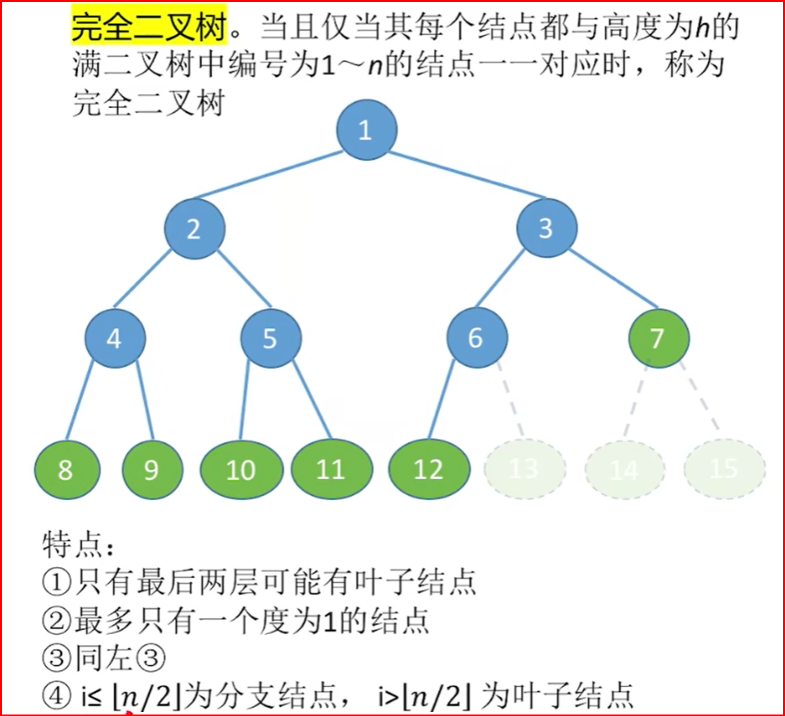 完全二叉树。当且仅当其每个结点都与高度为h的
满二叉树中编号为1～n的结点一一对应时，称为
完全二叉树
1
2 3
4 5 6 7
8 9 10 11 12 13 14 15
特点：
①只有最后两层可能有叶子结点
②最多只有一个度为1的结点
③同左③
④ i≤ ⌊n/2⌋为分支结点， i>⌊n/2⌋ 为叶子结点